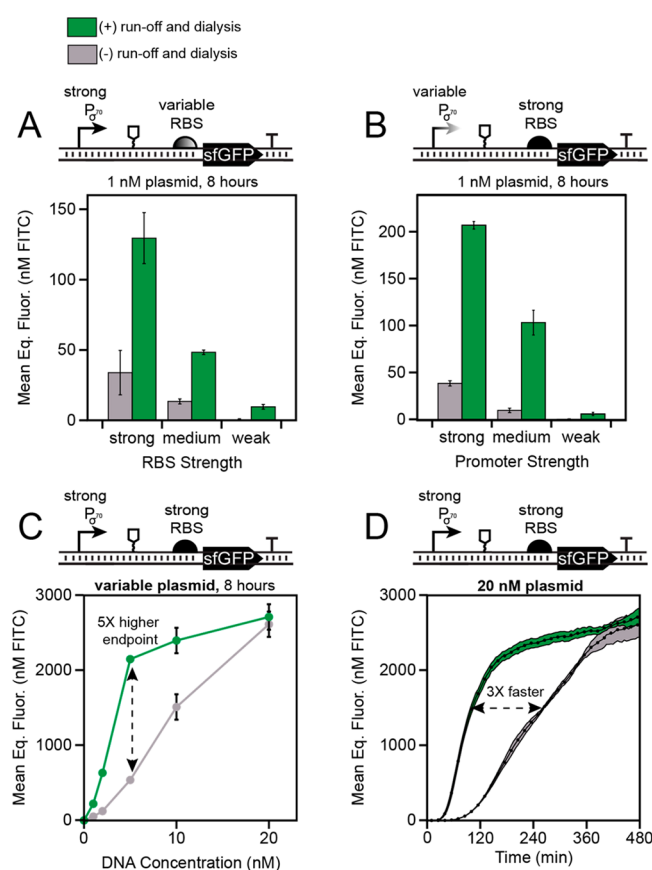 (+) run-off and dialysis
(-) run-off and dialysis
A
strong
Pσ70
variable
RBS
sfGFP
1 nM plasmid, 8 hours
Mean Eq. Fluor. (nM FITC)
150
100
50
0
strong medium weak
RBS Strength
B
variable
Pσ70
strong
RBS
sfGFP
1 nM plasmid, 8 hours
Mean Eq. Fluor. (nM FITC)
200
150
100
50
0
strong medium weak
Promoter Strength
C
strong
Pσ70
strong
RBS
sfGFP
variable plasmid, 8 hours
Mean Eq. Fluor. (nM FITC)
3000
2000
1000
0
5X higher
endpoint
0 10 20
DNA Concentration (nM)
D
strong
Pσ70
strong
RBS
sfGFP
20 nM plasmid
Mean Eq. Fluor. (nM FITC)
3000
2000
1000
0
3X faster
0 120 240 360 480
Time (min)